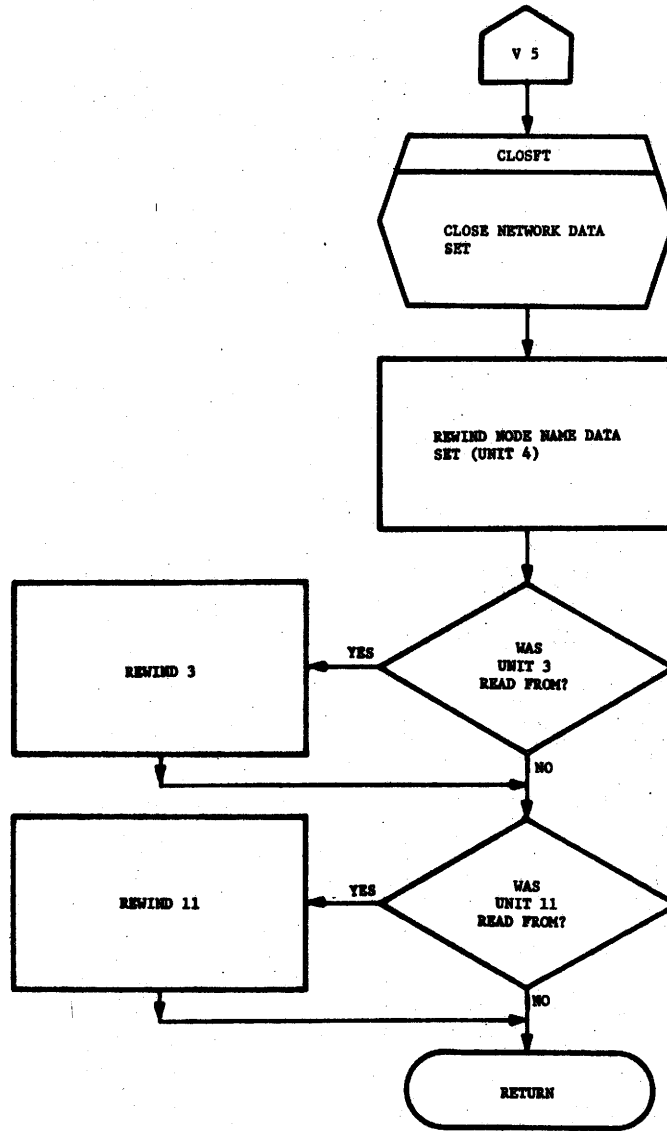 V 5
CLOSFT
CLOSE NETWORK DATA
SET
REWIND NODE NAME DATA
SET (UNIT 4)
WAS
UNIT 3
READ FROM?
YES
REWIND 3
NO
WAS
UNIT 11
READ FROM?
YES
REWIND 11
NO
RETURN